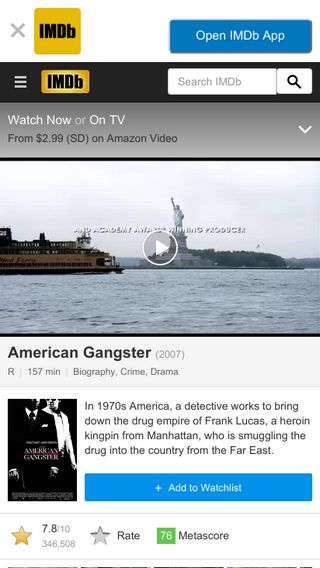 IMDb
Open IMDb App
IMDb
Search IMDb
Watch Now or On TV
From $2.99 (SD) on Amazon Video
AND ACADEMY AWARD WINNING PRODUCER
American Gangster (2007)
R | 157 min | Biography, Crime, Drama
In 1970s America, a detective works to bring
down the drug empire of Frank Lucas, a heroin
kingpin from Manhattan, who is smuggling the
drug into the country from the Far East.
AMERICAN
GANGSTER
+ Add to Watchlist
7.8/10
346,508
Rate
76 Metascore